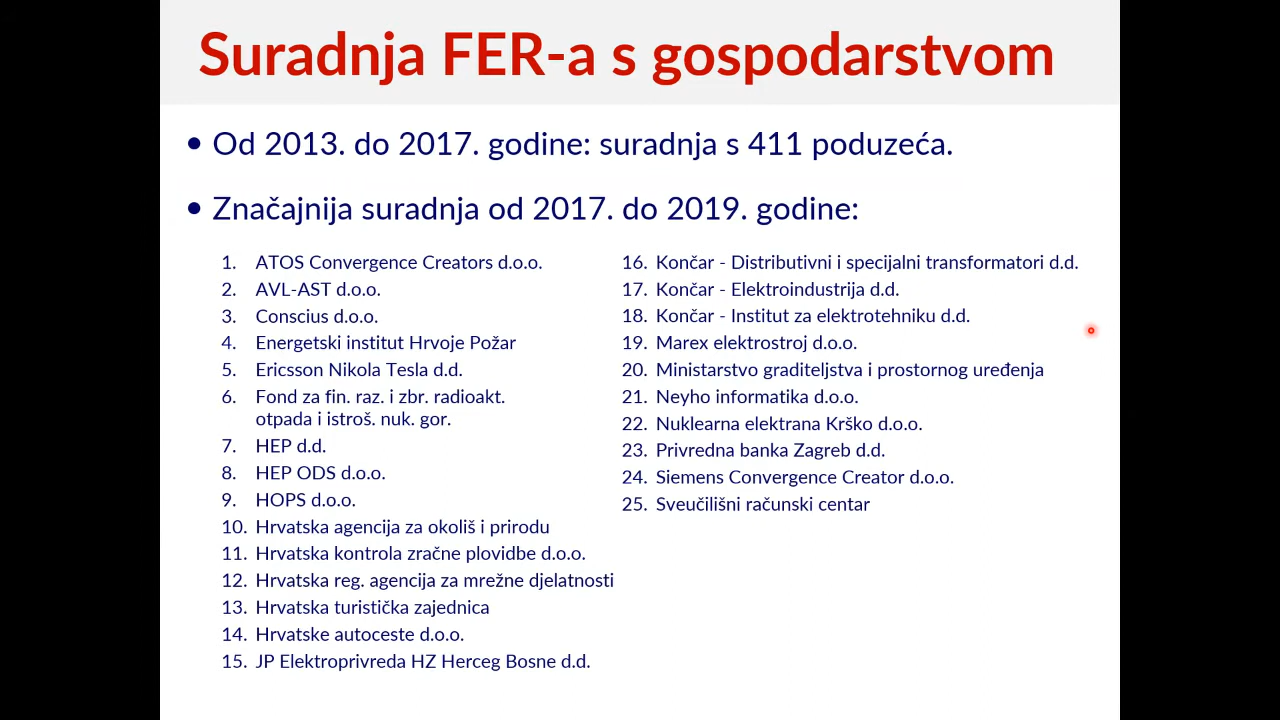 Suradnja FER-a s gospodarstvom
• Od 2013. do 2017. godine: suradnja s 411 poduzeća.
• Značajnija suradnja od 2017. do 2019. godine:
1. ATOS Convergence Creators d.o.o.
2. AVL-AST d.o.o.
3. Conscius d.o.o.
4. Energetski institut Hrvoje Požar
5. Ericsson Nikola Tesla d.d.
6. Fond za fin. raz. i zbr. radioakt.
otpada i istroš. nuk. gor.
7. HEP d.d.
8. HEP ODS d.o.o.
9. HOPS d.o.o.
10. Hrvatska agencija za okoliš i prirodu
11. Hrvatska kontrola zračne plovidbe d.o.o.
12. Hrvatska reg. agencija za mrežne djelatnosti
13. Hrvatska turistička zajednica
14. Hrvatske autoceste d.o.o.
15. JP Elektroprivreda HZ Herceg Bosne d.d.
16. Končar - Distributivni i specijalni transformatori d.d.
17. Končar - Elektroindustrija d.d.
18. Končar - Institut za elektrotehniku d.d.
19. Marex elektrostroj d.o.o.
20. Ministarstvo graditeljstva i prostornog uređenja
21. Neyho informatika d.o.o.
22. Nuklearna elektrana Krško d.o.o.
23. Privredna banka Zagreb d.d.
24. Siemens Convergence Creator d.o.o.
25. Sveučilišni računski centar